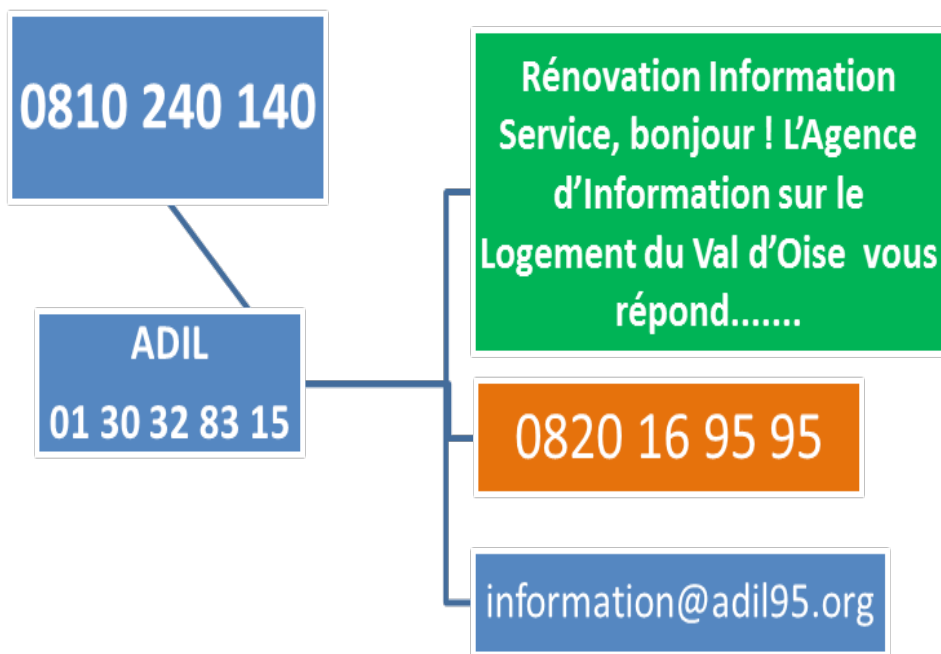 0810 240 140
ADIL
01 30 32 83 15
Rénovation Information
Service, bonjour ! L’Agence
d’Information sur le
Logement du Val d’Oise vous
répond.......
0820 16 95 95
information@adil95.org